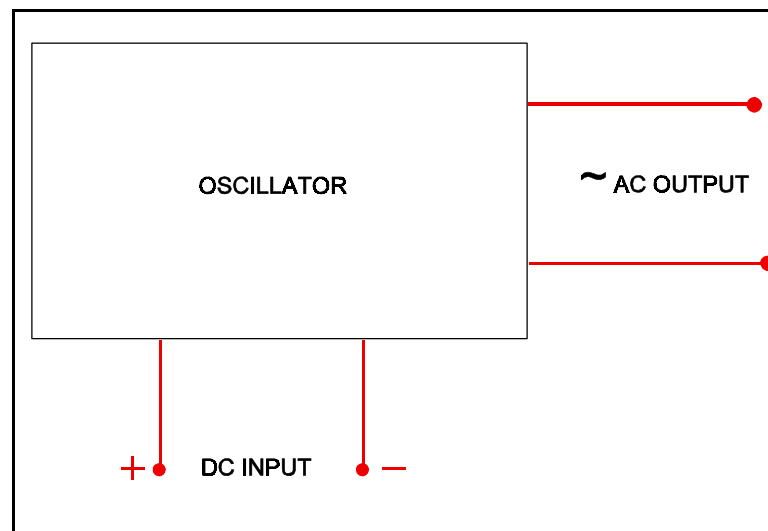 OSCILLATOR
~ AC OUTPUT
+ DC INPUT −